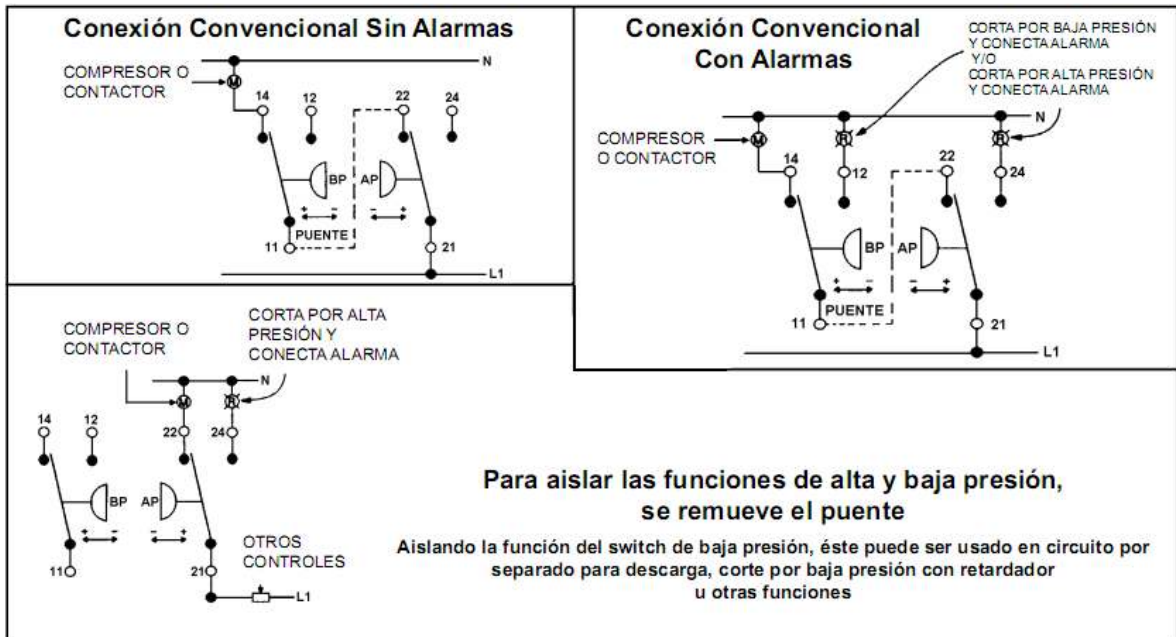 Conexión Convencional Sin Alarmas
N
COMPRESOR O
CONTACTOR
M
14
12
22
24
BP
AP
+ -
- +
PUENTE
11
21
L1
Conexión Convencional
Con Alarmas
CORTA POR BAJA PRESIÓN
Y CONECTA ALARMA
Y/O
CORTA POR ALTA PRESIÓN
Y CONECTA ALARMA
N
COMPRESOR
O CONTACTOR
M
R
R
14
12
22
24
BP
AP
+ -
- +
PUENTE
11
21
L1
COMPRESOR O
CONTACTOR
CORTA POR ALTA
PRESIÓN Y
CONECTA ALARMA
N
M
R
14
12
22
24
BP
AP
+ -
- +
11
21
OTROS
CONTROLES
L1
Para aislar las funciones de alta y baja presión,
se remueve el puente
Aislando la función del switch de baja presión, éste puede ser usado en circuito por
separado para descarga, corte por baja presión con retardador
u otras funciones